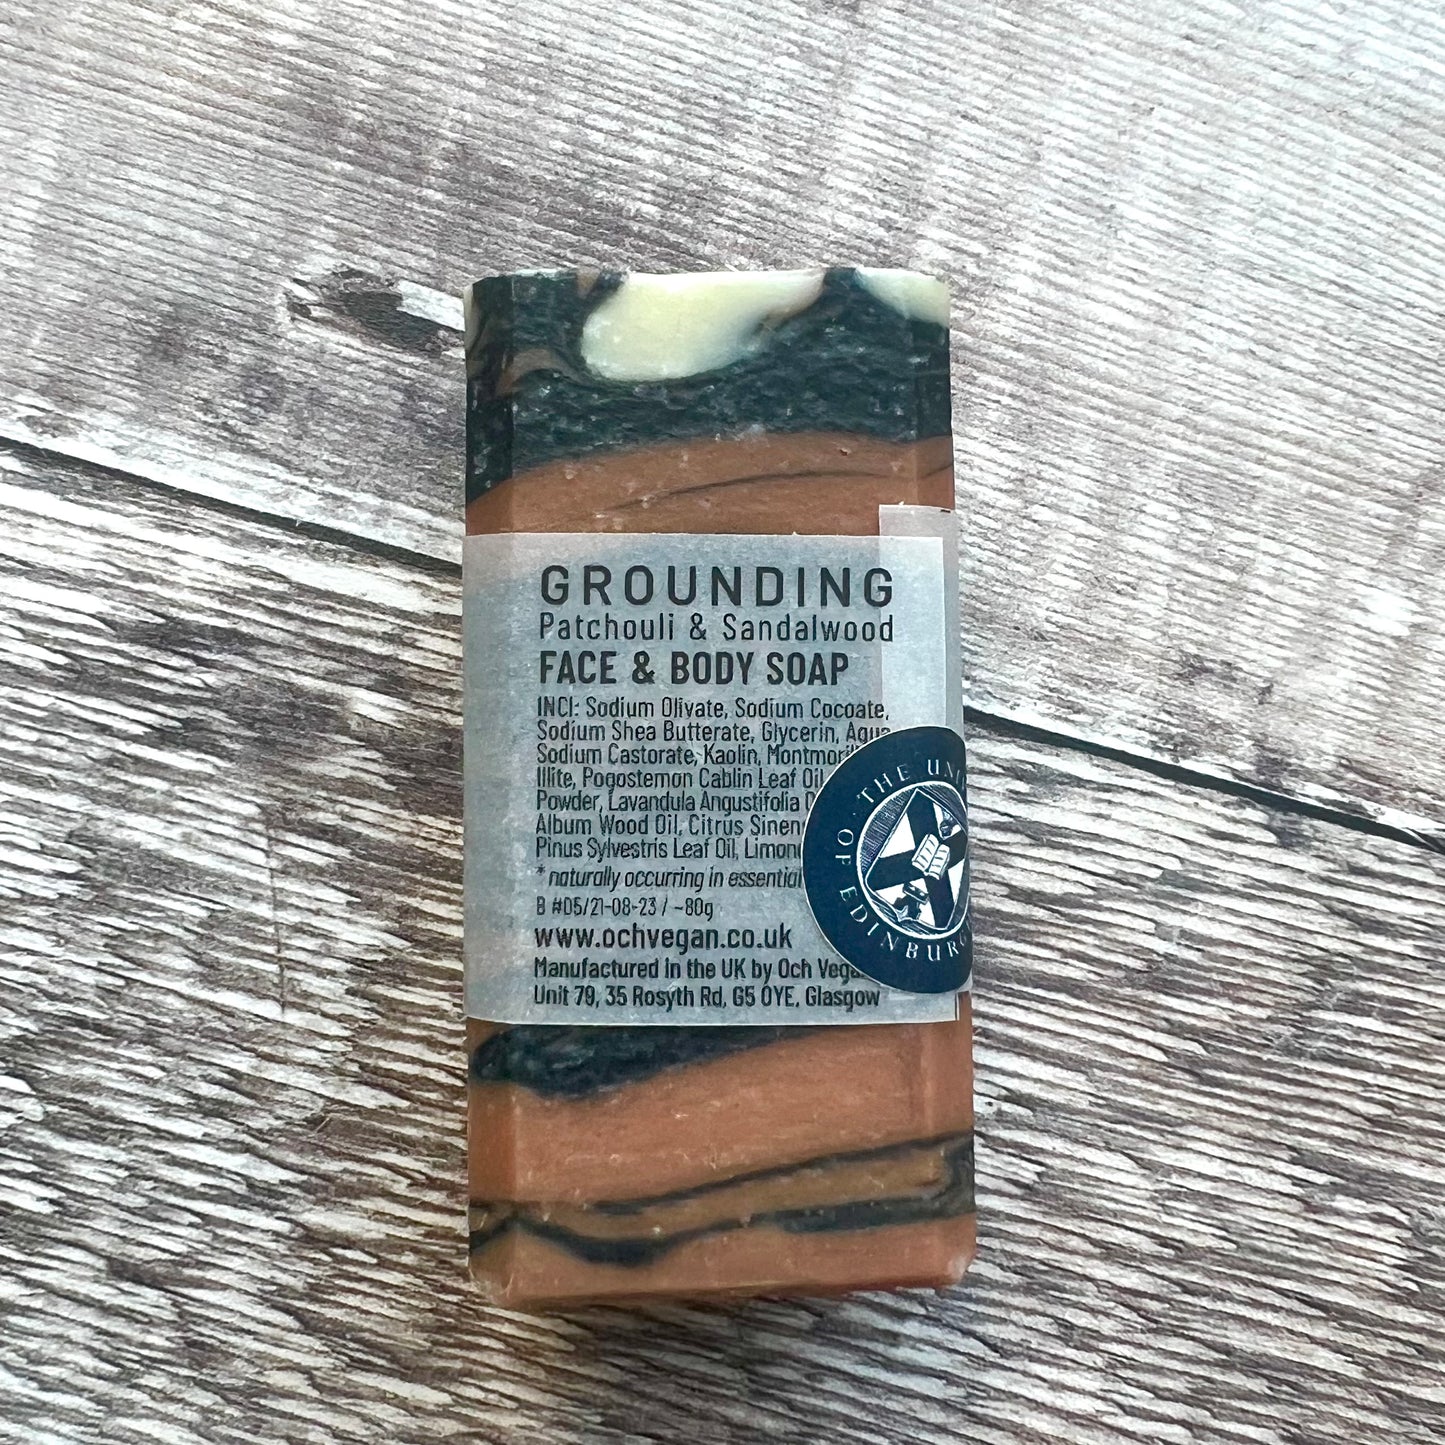 GROUNDING
Patchouli & Sandalwood
FACE & BODY SOAP
INCI: Sodium Olivate, Sodium Cocoate,
Sodium Shea Butterate, Glycerin, Aqua
Sodium Castorate, Kaolin,
Illite, Pogostemon Cablin Leaf Oil
Powder, Lavandula Angustifolia
Album Wood Oil, Citrus
Pinus Sylvestris Leaf Oil,
* naturally occurring in essential
B #05/21-08-23 / ~80g
www.ochvegan.co.uk
Manufactured in the UK by Och
Unit 79, 35 Rosyth Rd, G5 0YE, Glasgow
THE
OF